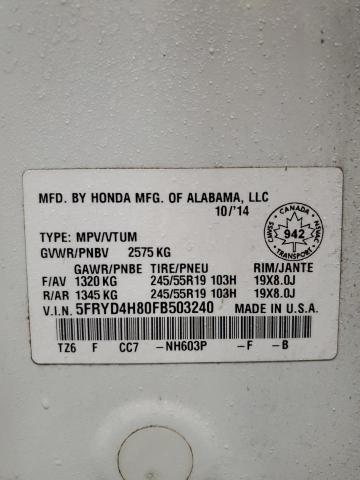 MFD. BY HONDA MFG. OF ALABAMA, LLC
10/'14
TYPE: MPV/VTUM
GVWR/PNBV 2575 KG
CANADA
CMVSS 942 NSVAC
TRANSPORT
GAWR/PNBE TIRE/PNEU RIM/JANTE
F/AV 1320 KG 245/55R19 103H 19X8.0J
R/AR 1345 KG 245/55R19 103H 19X8.0J
V.I.N. 5FRYD4H80FB503240 MADE IN U.S.A.
TZ6 F CC7 -NH603P -F -B